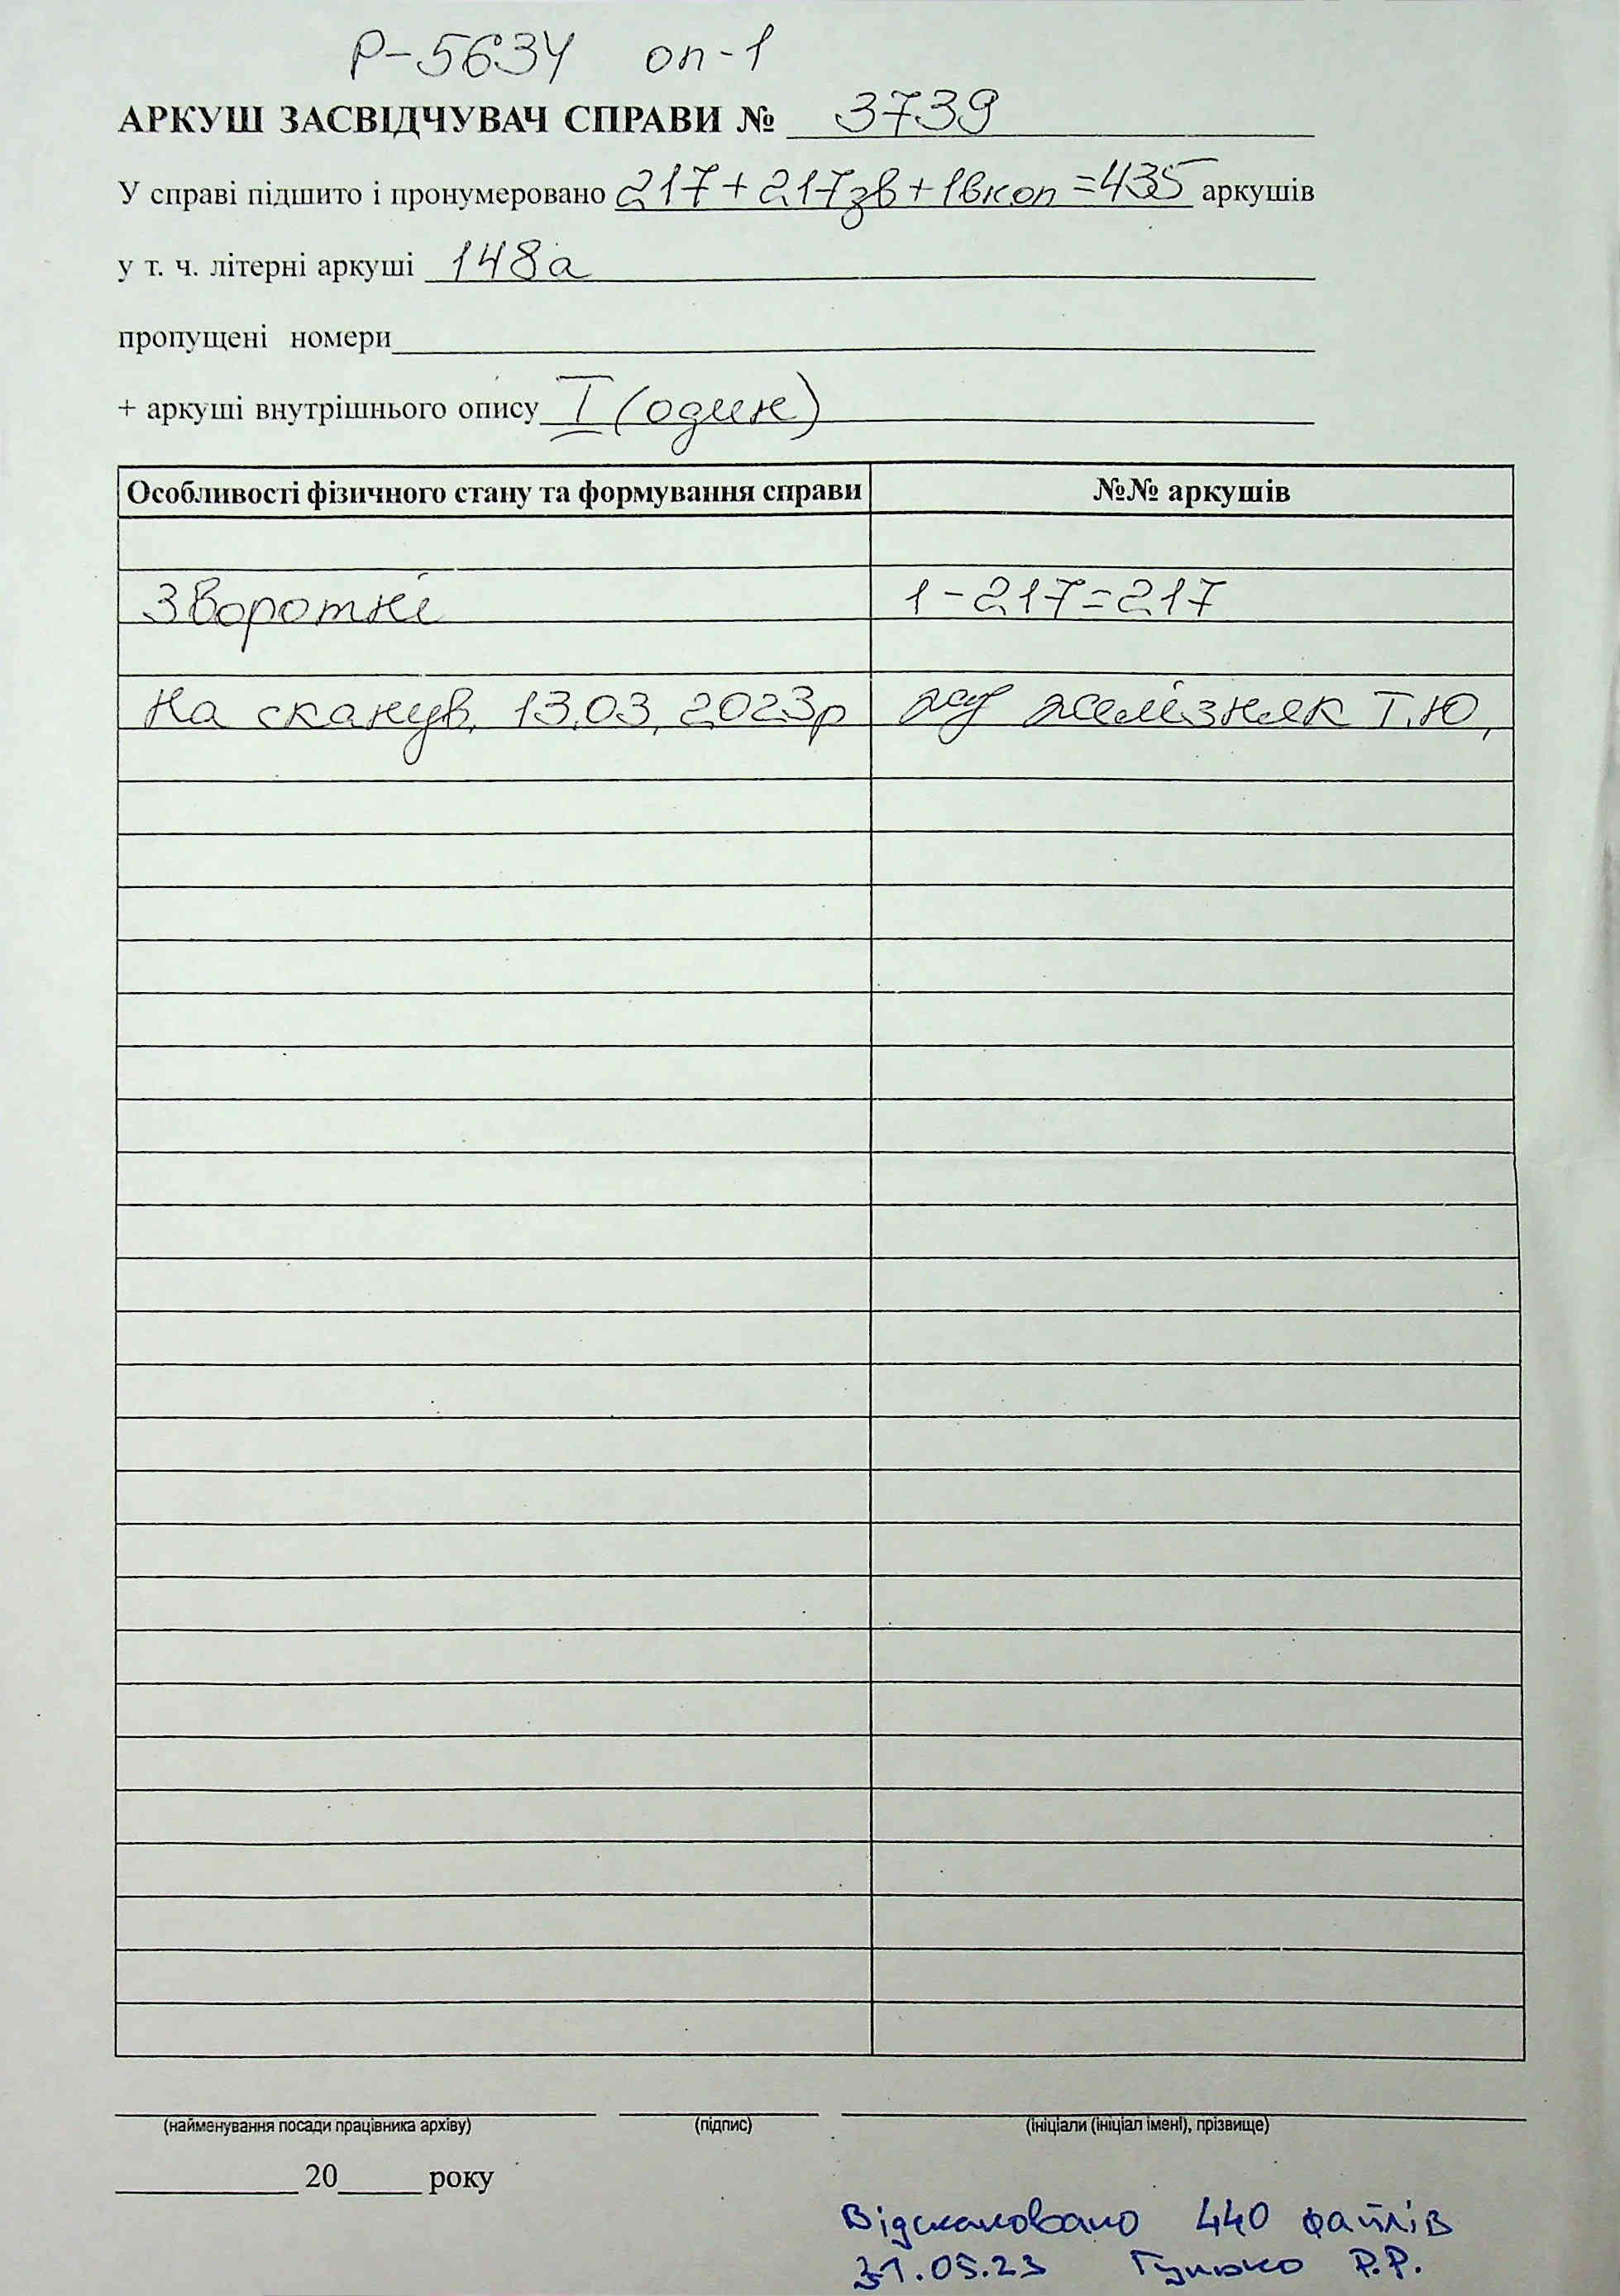 Р-5634 оп-1
АРКУШ ЗАСВІДЧУВАЧ СПРАВИ № 3739
У справі підшито і пронумеровано 217+217зв+1вкоп=435 аркушів
у т. ч. літерні аркуші 148а
пропущені номери
+ аркуші внутрішнього опису I (один)
Особливості фізичного стану та формування справи №№ аркушів
Зворотні 1-217=217
На сканув. 13.03.2023р Желізняк Т.Ю.
(найменування посади працівника архіву) (підпис) (ініціали (ініціал імені), прізвище)
20 року
Відскановано 440 файлів
31.05.23 Гунько Р.Р.